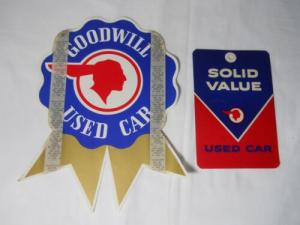 GOODWILL
USED CAR
SOLID
VALUE
USED CAR